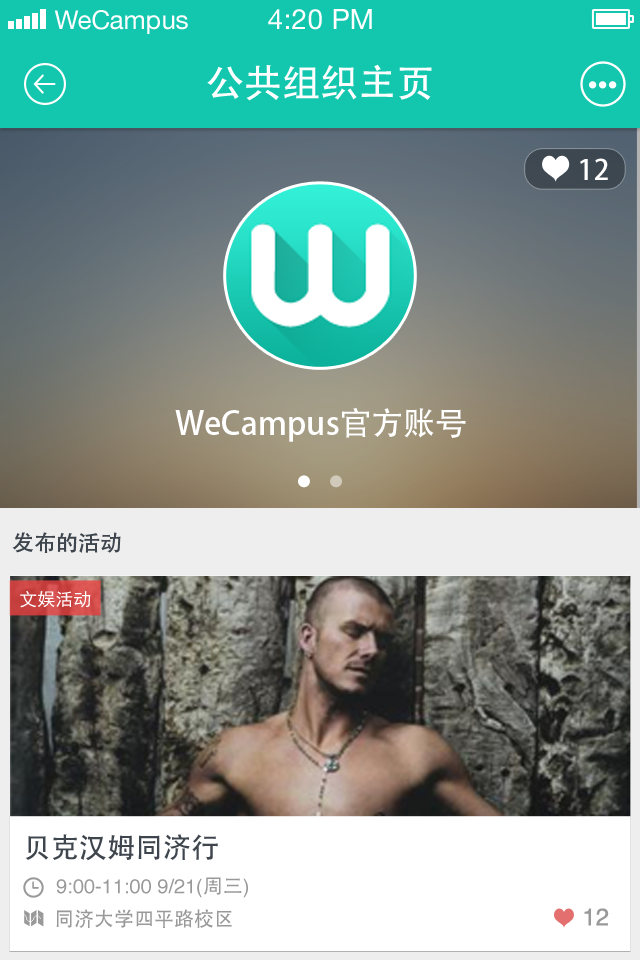 WeCampus 4:20 PM
公共组织主页
12
W
WeCampus官方账号
发布的活动
文娱活动
贝克汉姆同济行
9:00-11:00 9/21(周三)
同济大学四平路校区
12